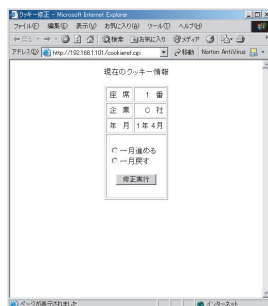 クッキー修正 - Microsoft Internet Explorer
ファイル(F) 編集(E) 表示(V) お気に入り(A) ツール(T) ヘルプ(H)
戻る 検索 お気に入り メディア
アドレス(D) http://192.168.1.101/cookieref.cgi 移動 Norton AntiVirus
現在のクッキー情報
座 席 1 番
企 業 C 社
年 月 1年4月
一月進める
一月戻す
修正実行
ページが表示されました インターネット